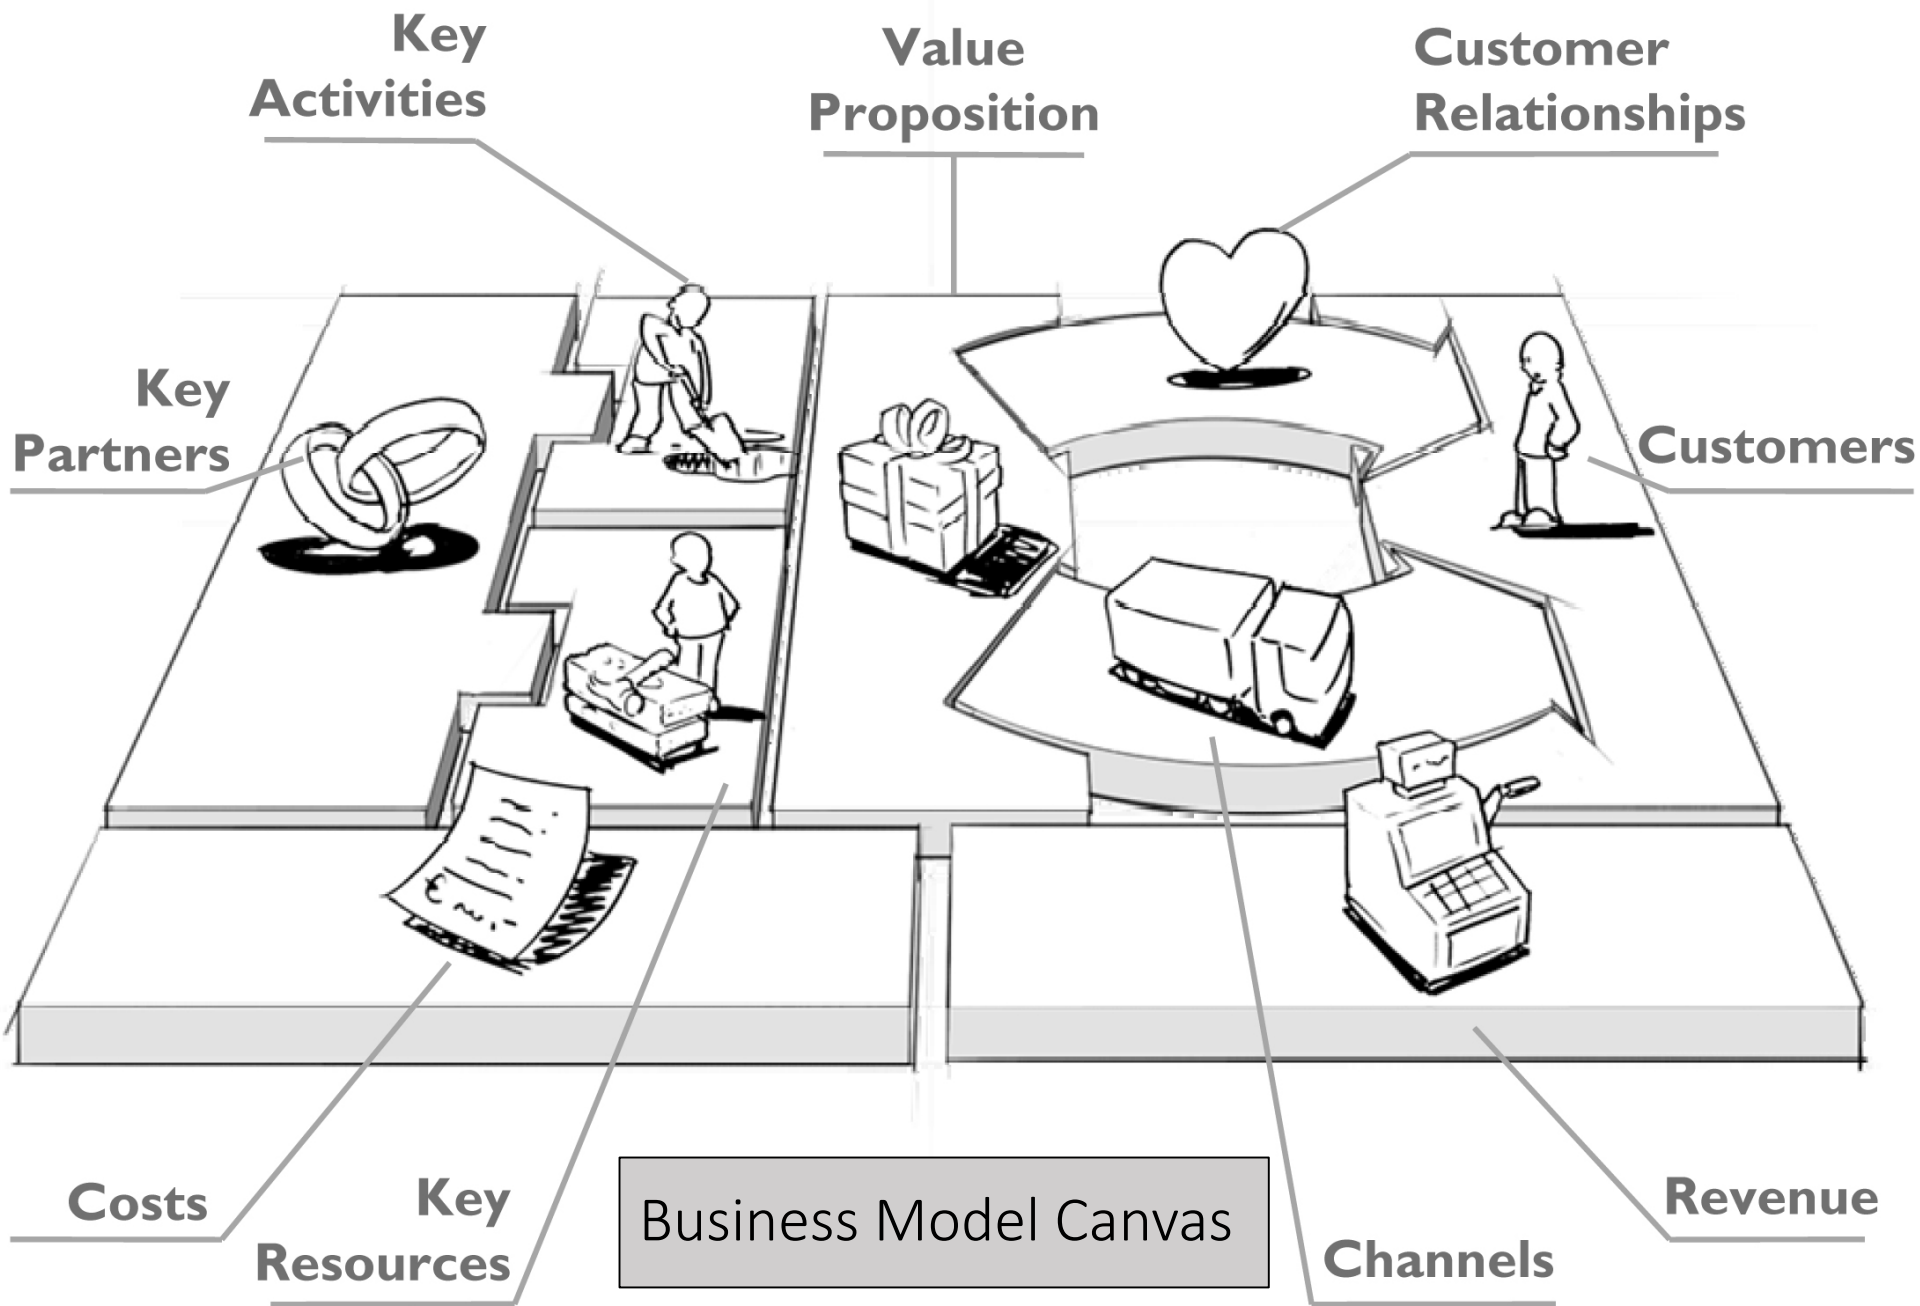 Key
Activities
Value
Proposition
Customer
Relationships
Key
Partners
Customers
€
Costs
Key
Resources
Business Model Canvas
Channels
Revenue